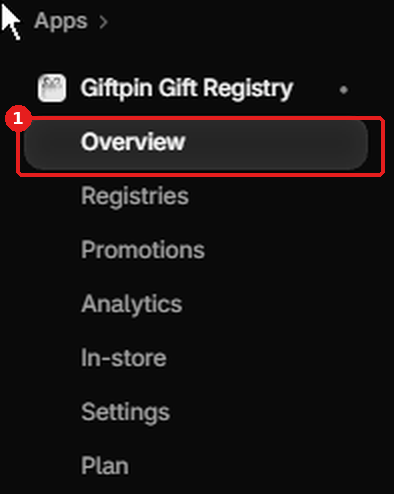 Apps >
Giftpin Gift Registry
1
Overview
Registries
Promotions
Analytics
In-store
Settings
Plan